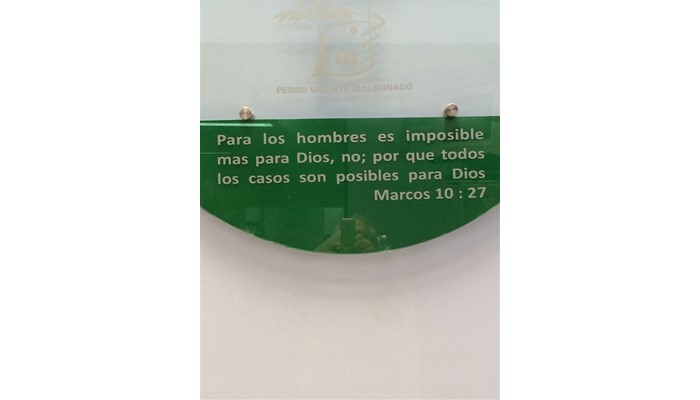 PEDRO VICENTE MALDONADO
Para los hombres es imposible
mas para Dios, no; por que todos
los casos son posibles para Dios
Marcos 10 : 27